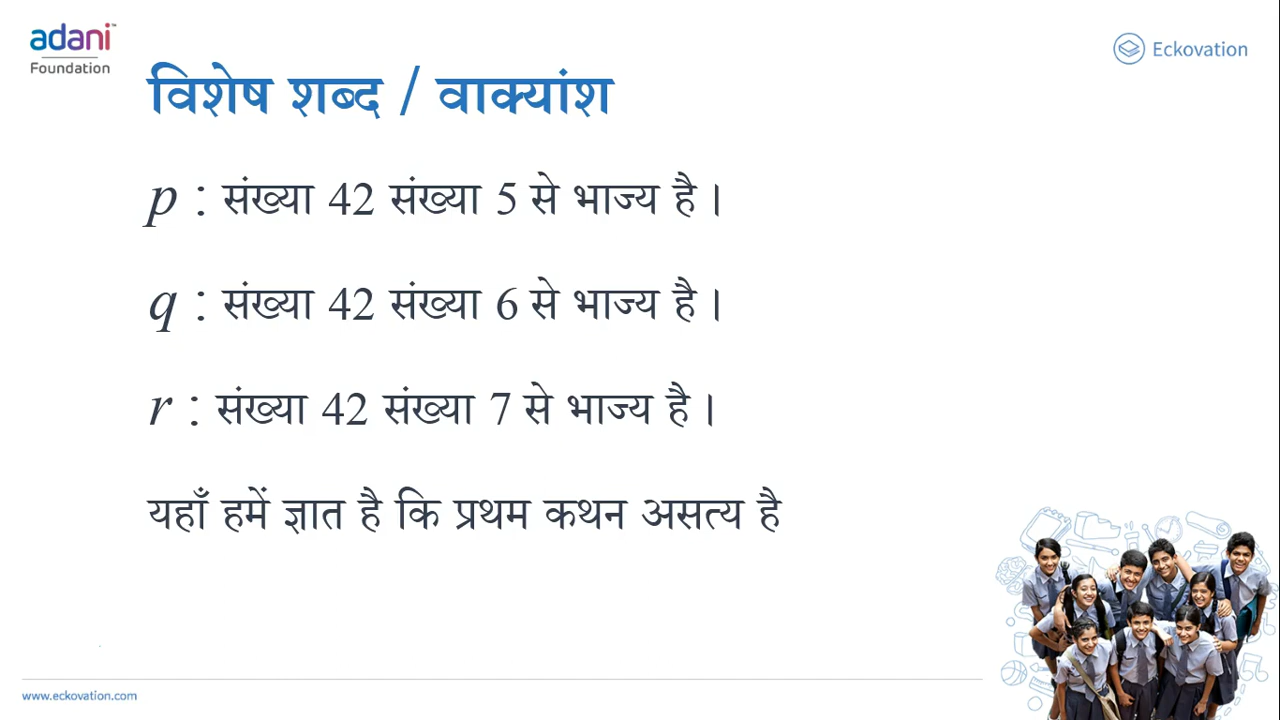 adani
Foundation
Eckovation
विशेष शब्द / वाक्यांश
p : संख्या 42 संख्या 5 से भाज्य है ।
q : संख्या 42 संख्या 6 से भाज्य है ।
r : संख्या 42 संख्या 7 से भाज्य है ।
यहाँ हमें ज्ञात है कि प्रथम कथन असत्य है
www.eckovation.com